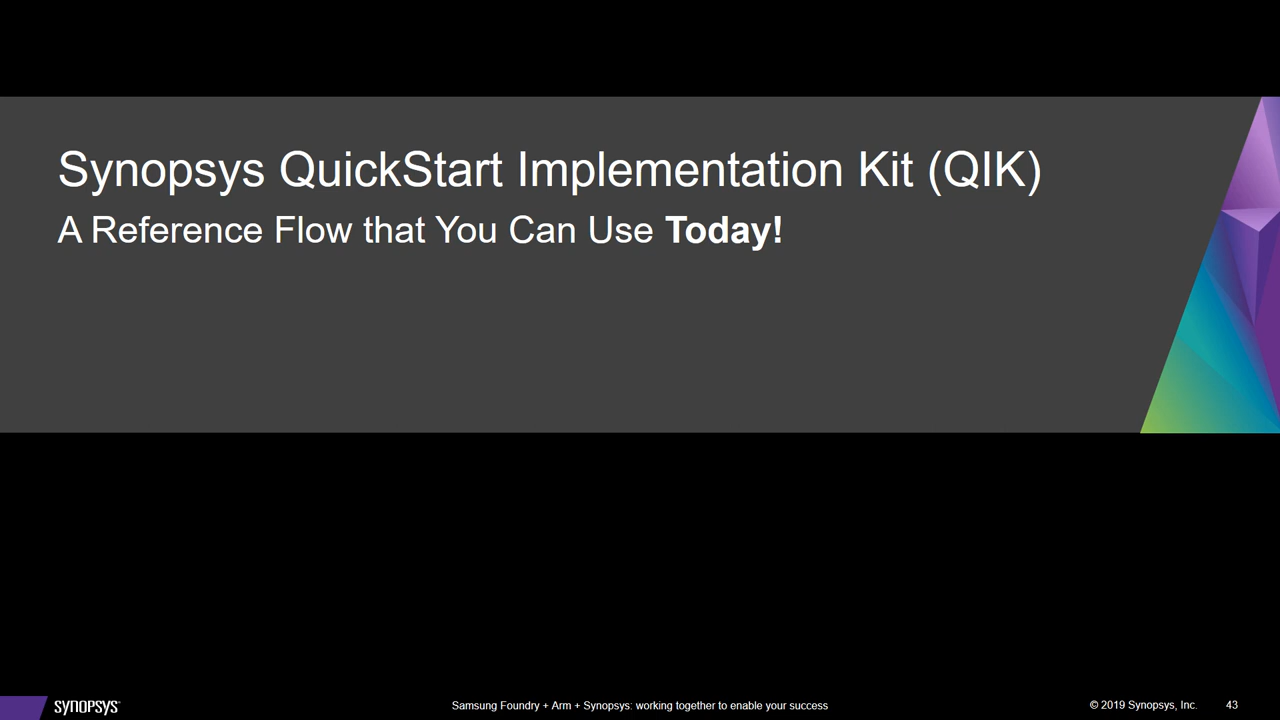 Synopsys QuickStart Implementation Kit (QIK)
A Reference Flow that You Can Use Today!
SYNOPSYS
Samsung Foundry + Arm + Synopsys: working together to enable your success
© 2019 Synopsys, Inc.
43